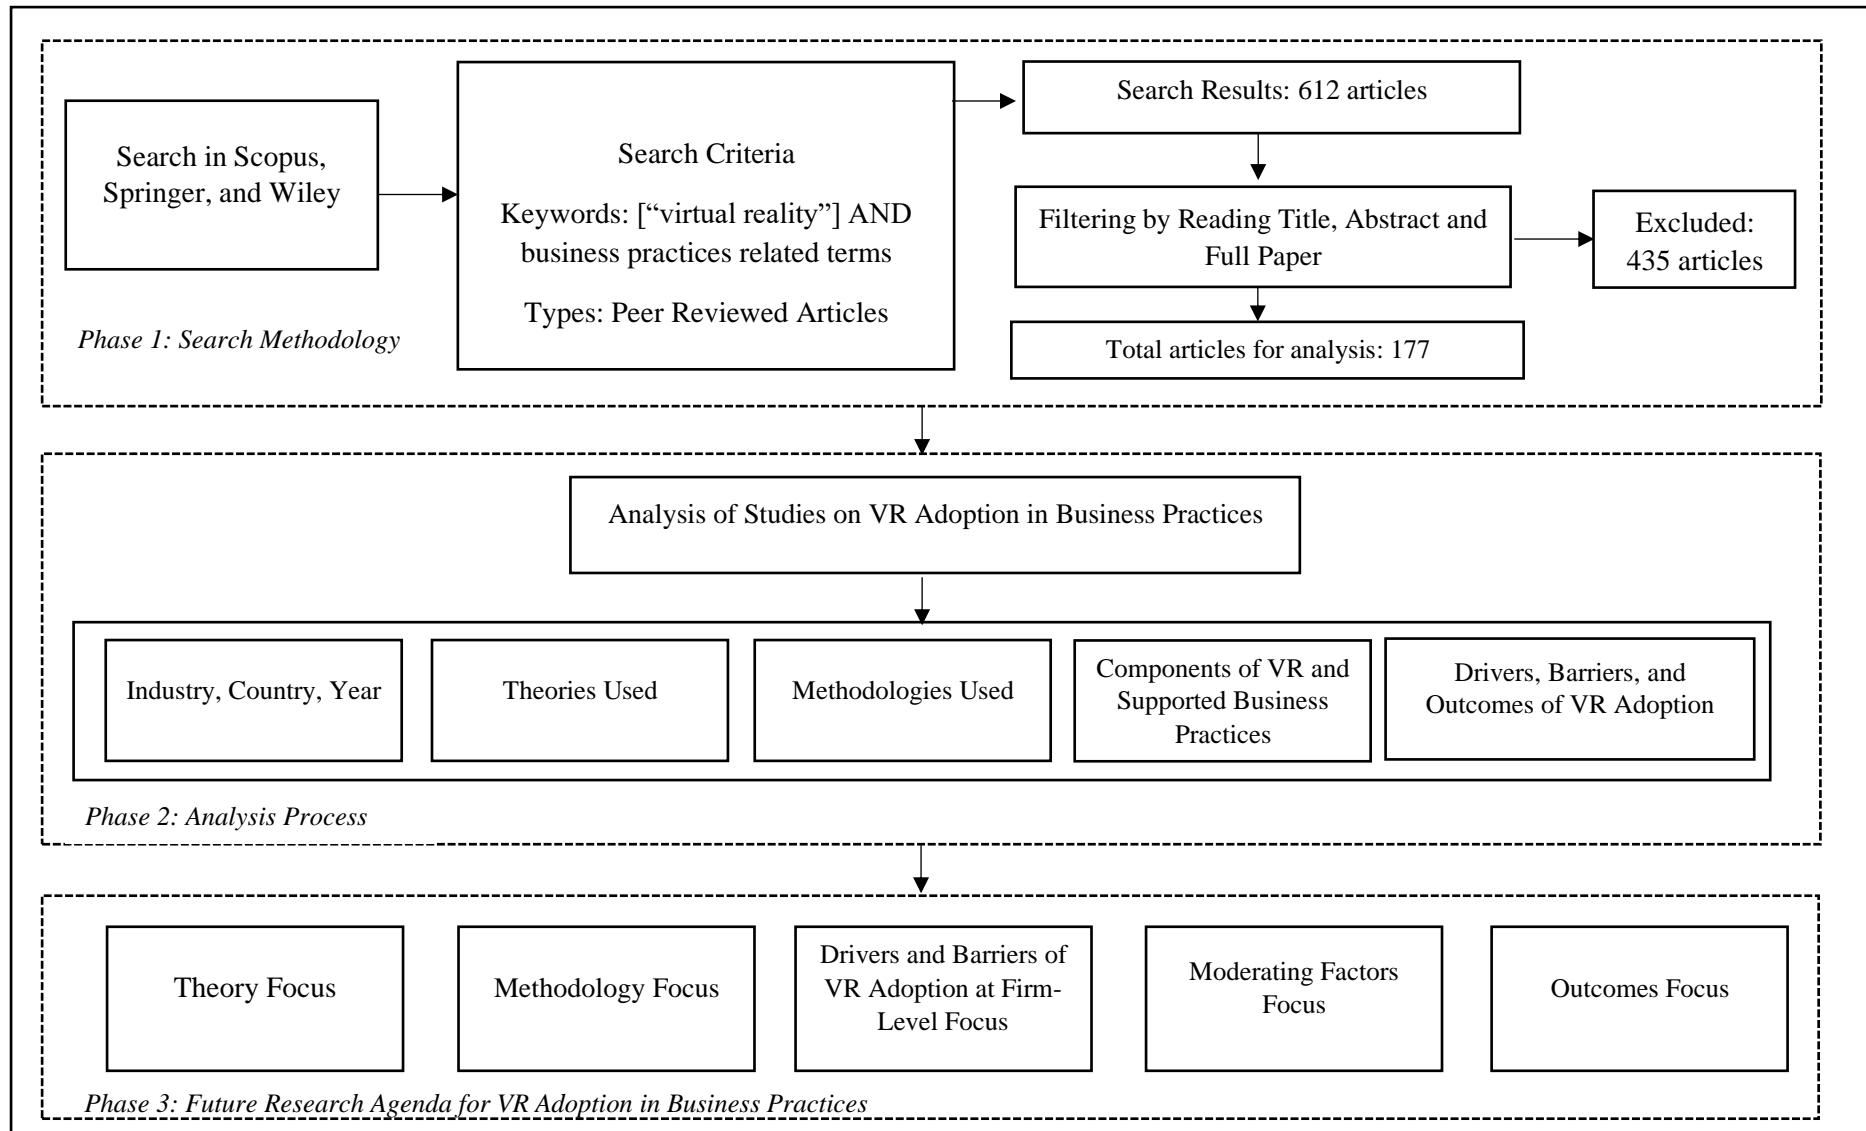 Search in Scopus,
Springer, and Wiley
Search Criteria
Keywords: [“virtual reality”] AND
business practices related terms
Types: Peer Reviewed Articles
Search Results: 612 articles
Filtering by Reading Title, Abstract and
Full Paper
Excluded:
435 articles
Total articles for analysis: 177
Phase 1: Search Methodology
Analysis of Studies on VR Adoption in Business Practices
Industry, Country, Year
Theories Used
Methodologies Used
Components of VR and
Supported Business
Practices
Drivers, Barriers, and
Outcomes of VR Adoption
Phase 2: Analysis Process
Theory Focus
Methodology Focus
Drivers and Barriers of
VR Adoption at Firm-
Level Focus
Moderating Factors
Focus
Outcomes Focus
Phase 3: Future Research Agenda for VR Adoption in Business Practices